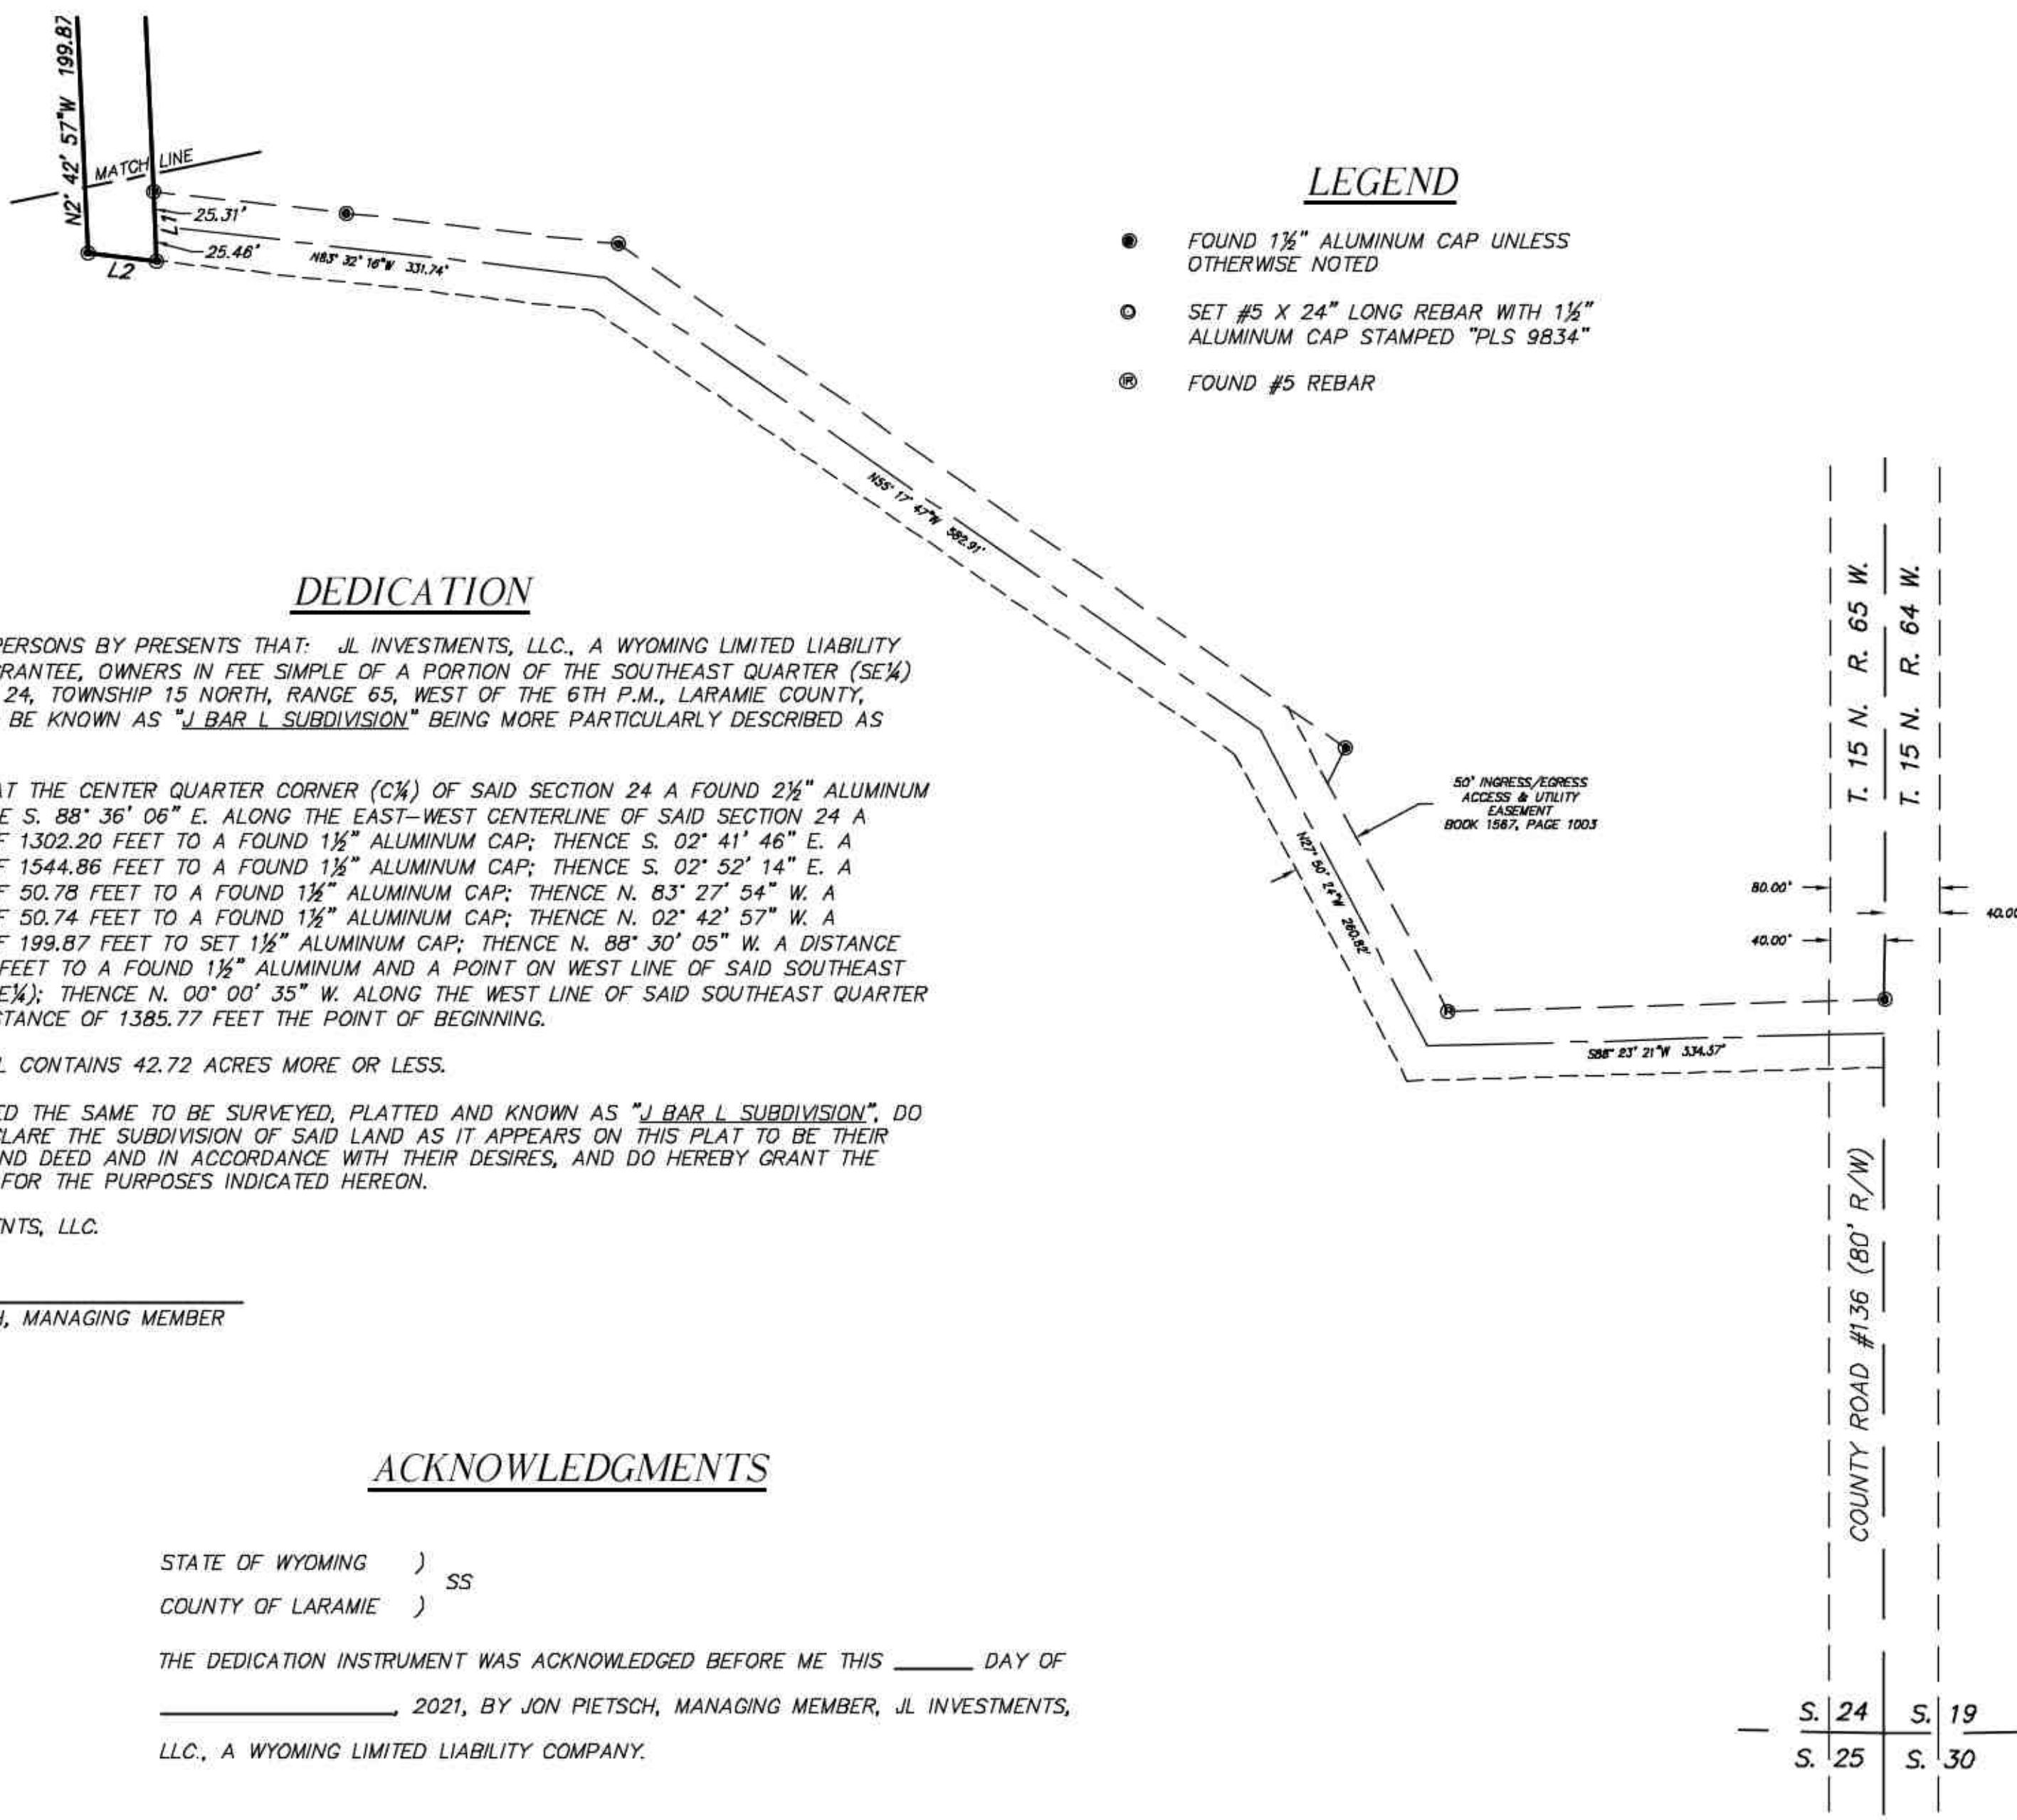 N2° 42' 57"W 199.87
MATCH LINE
L1
25.31'
25.46'
L2
N83° 32' 16"W 331.74'
LEGEND
FOUND 1½" ALUMINUM CAP UNLESS
OTHERWISE NOTED
SET #5 X 24" LONG REBAR WITH 1½"
ALUMINUM CAP STAMPED "PLS 9834"
FOUND #5 REBAR
N55° 17' 47"W 582.91'
DEDICATION
PERSONS BY PRESENTS THAT: JL INVESTMENTS, LLC., A WYOMING LIMITED LIABILITY
RANTEE, OWNERS IN FEE SIMPLE OF A PORTION OF THE SOUTHEAST QUARTER (SE¼)
24, TOWNSHIP 15 NORTH, RANGE 65, WEST OF THE 6TH P.M., LARAMIE COUNTY,
BE KNOWN AS "J BAR L SUBDIVISION" BEING MORE PARTICULARLY DESCRIBED AS
AT THE CENTER QUARTER CORNER (C¼) OF SAID SECTION 24 A FOUND 2½" ALUMINUM
E S. 88° 36' 06" E. ALONG THE EAST-WEST CENTERLINE OF SAID SECTION 24 A
F 1302.20 FEET TO A FOUND 1½" ALUMINUM CAP; THENCE S. 02° 41' 46" E. A
F 1544.86 FEET TO A FOUND 1½" ALUMINUM CAP; THENCE S. 02° 52' 14" E. A
F 50.78 FEET TO A FOUND 1½" ALUMINUM CAP; THENCE N. 83° 27' 54" W. A
F 50.74 FEET TO A FOUND 1½" ALUMINUM CAP; THENCE N. 02° 42' 57" W. A
F 199.87 FEET TO SET 1½" ALUMINUM CAP; THENCE N. 88° 30' 05" W. A DISTANCE
FEET TO A FOUND 1½" ALUMINUM AND A POINT ON WEST LINE OF SAID SOUTHEAST
E¼); THENCE N. 00° 00' 35" W. ALONG THE WEST LINE OF SAID SOUTHEAST QUARTER
STANCE OF 1385.77 FEET THE POINT OF BEGINNING.
L CONTAINS 42.72 ACRES MORE OR LESS.
ED THE SAME TO BE SURVEYED, PLATTED AND KNOWN AS "J BAR L SUBDIVISION", DO
CLARE THE SUBDIVISION OF SAID LAND AS IT APPEARS ON THIS PLAT TO BE THEIR
ND DEED AND IN ACCORDANCE WITH THEIR DESIRES, AND DO HEREBY GRANT THE
FOR THE PURPOSES INDICATED HEREON.
ENTS, LLC.
H, MANAGING MEMBER
50' INGRESS/EGRESS
ACCESS & UTILITY
EASEMENT
BOOK 1567, PAGE 1003
N27° 50' 24"W 260.82'
S88° 23' 21"W 334.37'
T. 15 N. R. 65 W.
T. 15 N. R. 64 W.
80.00'
40.00
40.00'
COUNTY ROAD #136 (80' R/W)
ACKNOWLEDGMENTS
STATE OF WYOMING )
SS
COUNTY OF LARAMIE )
THE DEDICATION INSTRUMENT WAS ACKNOWLEDGED BEFORE ME THIS ______ DAY OF
__________________, 2021, BY JON PIETSCH, MANAGING MEMBER, JL INVESTMENTS,
LLC., A WYOMING LIMITED LIABILITY COMPANY.
S. 24 S. 19
S. 25 S. 30